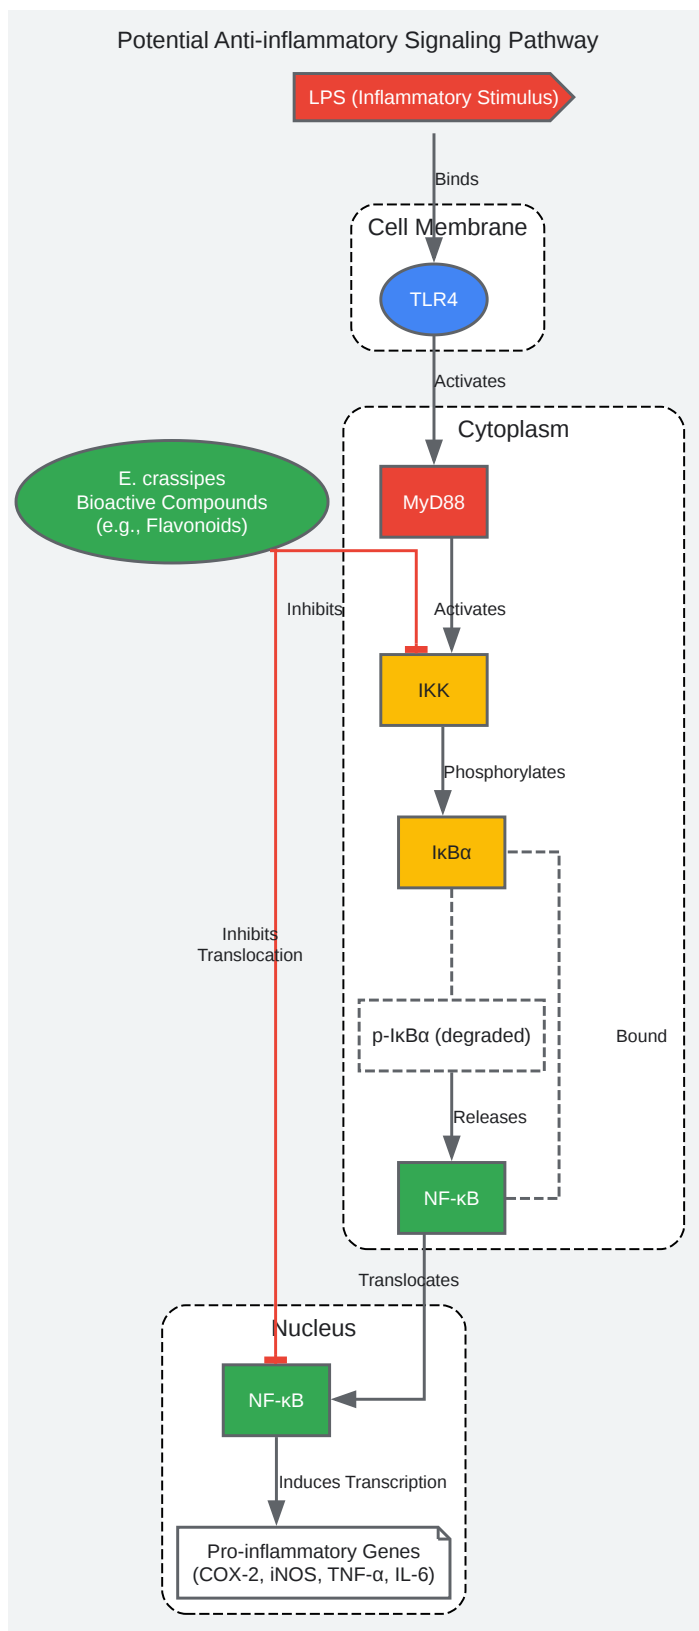 Potential Anti-inflammatory Signaling Pathway
LPS (Inflammatory Stimulus)
Binds
Cell Membrane
TLR4
Activates
Cytoplasm
E. crassipes
Bioactive Compounds
(e.g., Flavonoids)
MyD88
Inhibits
Activates
IKK
Phosphorylates
IκBα
Inhibits
Translocation
p-IκBα (degraded)
Bound
Releases
NF-κB
Translocates
Nucleus
NF-κB
Induces Transcription
Pro-inflammatory Genes
(COX-2, iNOS, TNF-α, IL-6)